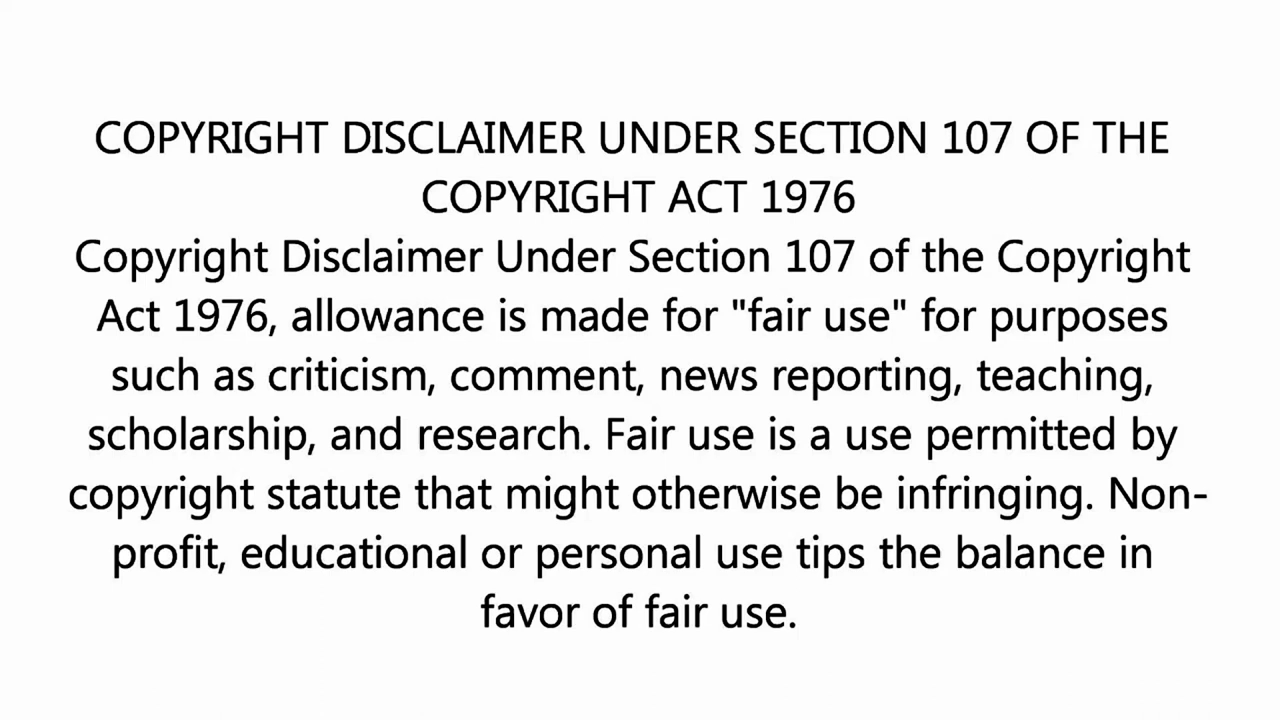 COPYRIGHT DISCLAIMER UNDER SECTION 107 OF THE
COPYRIGHT ACT 1976
Copyright Disclaimer Under Section 107 of the Copyright
Act 1976, allowance is made for "fair use" for purposes
such as criticism, comment, news reporting, teaching,
scholarship, and research. Fair use is a use permitted by
copyright statute that might otherwise be infringing. Non-
profit, educational or personal use tips the balance in
favor of fair use.